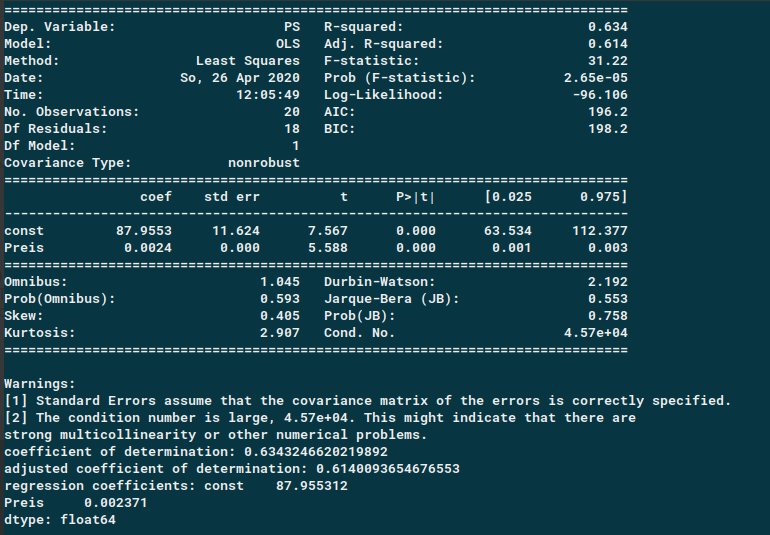 ==============================================================================
Dep. Variable:                     PS   R-squared:                       0.634
Model:                            OLS   Adj. R-squared:                  0.614
Method:                 Least Squares   F-statistic:                     31.22
Date:                So, 26 Apr 2020   Prob (F-statistic):           2.65e-05
Time:                        12:05:49   Log-Likelihood:                -96.106
No. Observations:                  20   AIC:                             196.2
Df Residuals:                      18   BIC:                             198.2
Df Model:                           1
Covariance Type:            nonrobust
==============================================================================
                 coef    std err          t      P>|t|      [0.025      0.975]
------------------------------------------------------------------------------
const         87.9553     11.624      7.567      0.000      63.534     112.377
Preis          0.0024      0.000      5.588      0.000       0.001       0.003
==============================================================================
Omnibus:                        1.045   Durbin-Watson:                   2.192
Prob(Omnibus):                  0.593   Jarque-Bera (JB):                0.553
Skew:                           0.405   Prob(JB):                        0.758
Kurtosis:                       2.907   Cond. No.                     4.57e+04
==============================================================================

Warnings:
[1] Standard Errors assume that the covariance matrix of the errors is correctly specified.
[2] The condition number is large, 4.57e+04. This might indicate that there are
strong multicollinearity or other numerical problems.
coefficient of determination: 0.6343246620219892
adjusted coefficient of determination: 0.6140093654676553
regression coefficients: const    87.955312
Preis     0.002371
dtype: float64